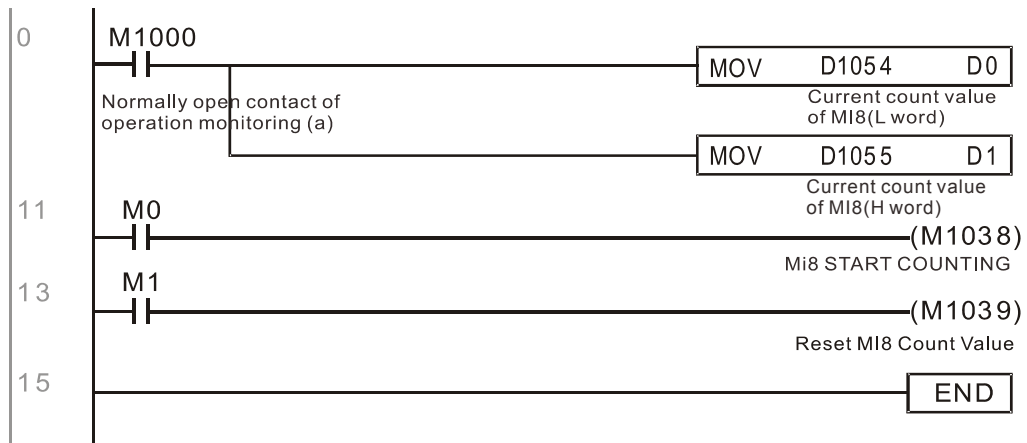 0
M1000
MOV D1054 D0
Normally open contact of
operation monitoring (a)
Current count value
of MI8(L word)
MOV D1055 D1
Current count value
of MI8(H word)
11
M0
(M1038)
Mi8 START COUNTING
13
M1
(M1039)
Reset MI8 Count Value
15
END